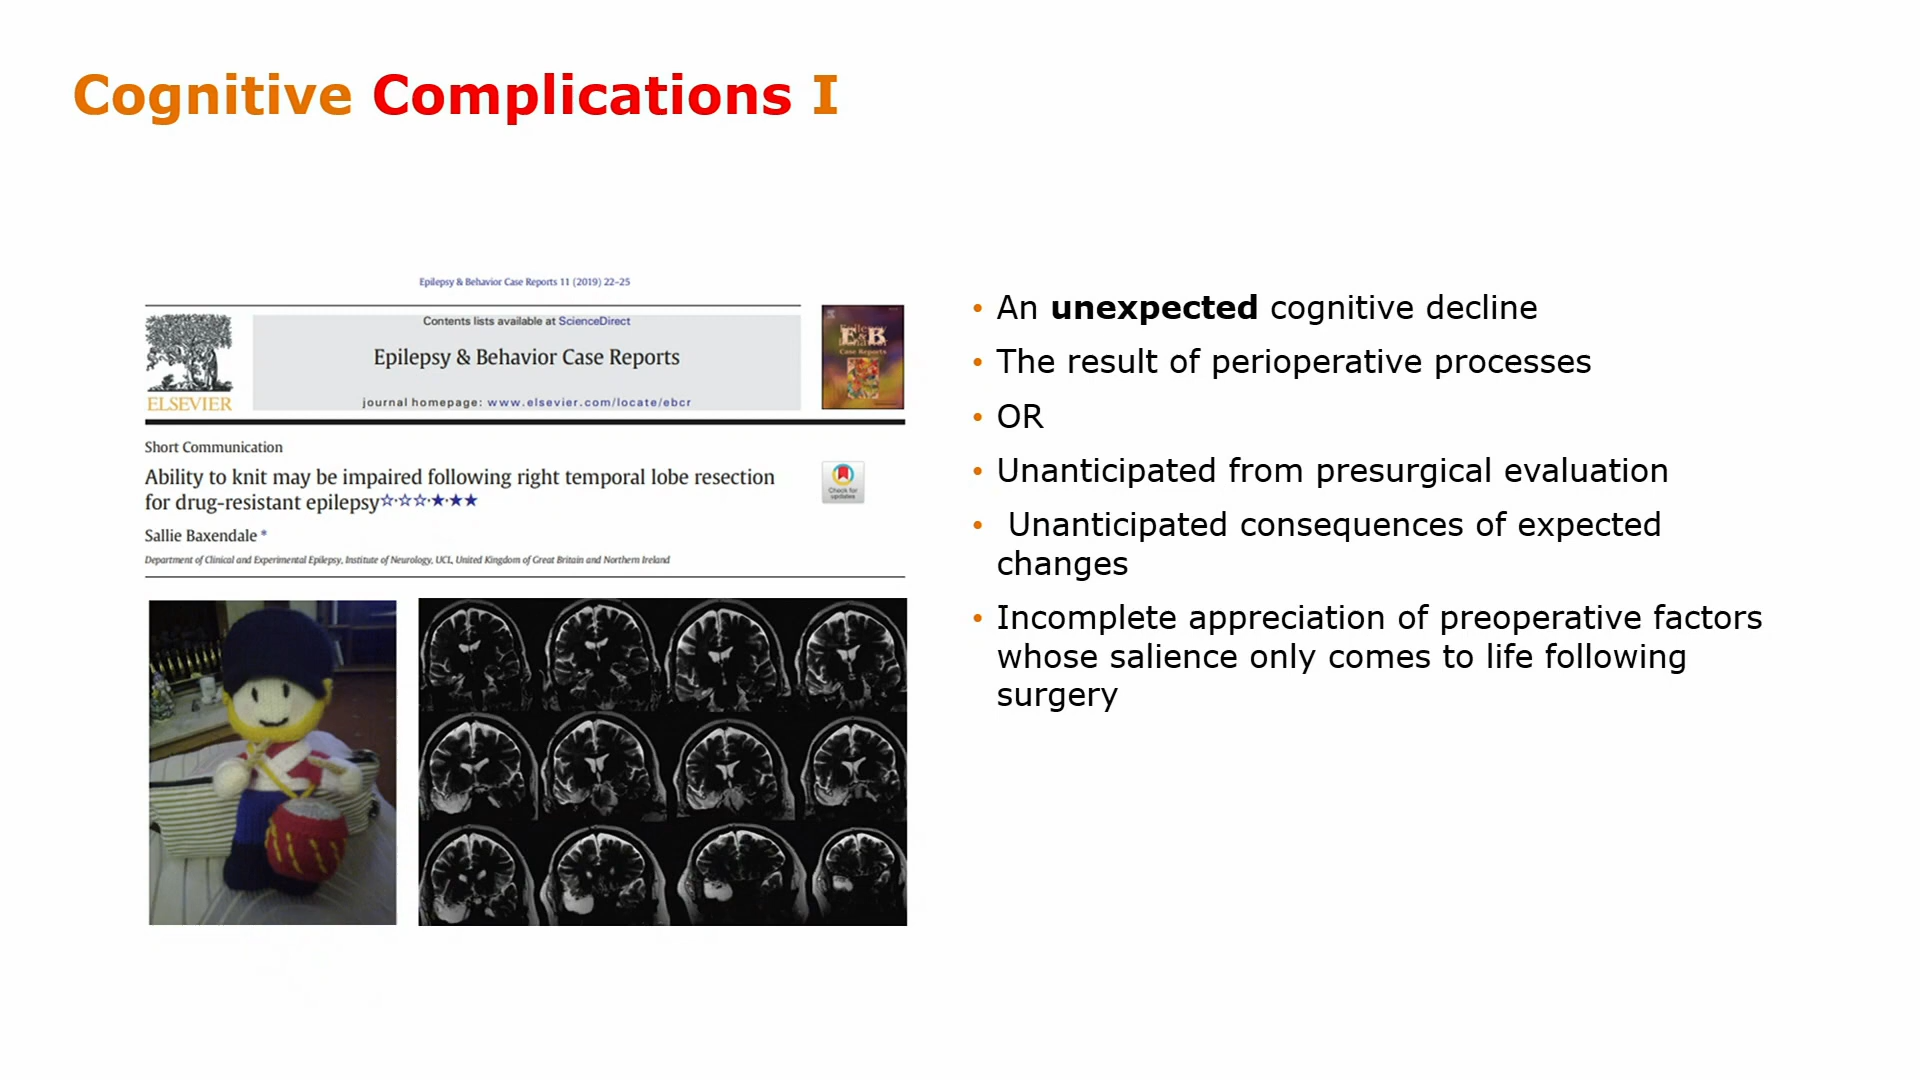 Cognitive Complications I
Epilepsy & Behavior Case Reports 11 (2019) 22–25
Contents lists available at ScienceDirect
Epilepsy & Behavior Case Reports
journal homepage: www.elsevier.com/locate/ebcr
ELSEVIER
E&B
Case Reports
Short Communication
Ability to knit may be impaired following right temporal lobe resection
for drug-resistant epilepsy☆·☆☆·★·★★
Check for
updates
Sallie Baxendale *
Department of Clinical and Experimental Epilepsy, Institute of Neurology, UCL, United Kingdom of Great Britain and Northern Ireland
• An unexpected cognitive decline
• The result of perioperative processes
• OR
• Unanticipated from presurgical evaluation
• Unanticipated consequences of expected
changes
• Incomplete appreciation of preoperative factors
whose salience only comes to life following
surgery